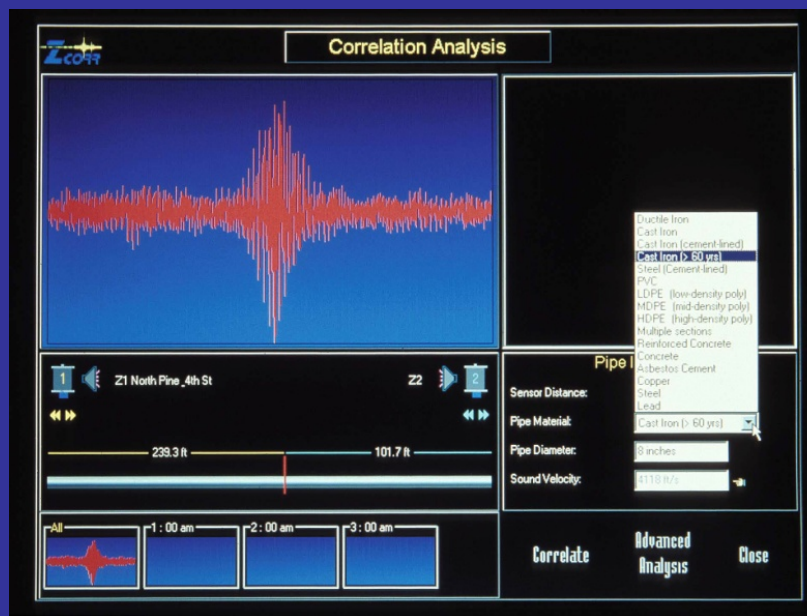 Zcorr
Correlation Analysis
Ductile Iron
Cast Iron
Cast Iron (cement-lined)
Cast Iron (> 60 yrs)
Steel (Cement-lined)
PVC
LDPE (low-density poly)
MDPE (mid-density poly)
HDPE (high-density poly)
Multiple sections
Reinforced Concrete
Concrete
Asbestos Cement
Copper
Steel
Lead
1
Z1 North Pine_4th St
Z2
2
239.3 ft
101.7 ft
Pipe
Sensor Distance:
Pipe Material:
Cast Iron (> 60 yrs)
Pipe Diameter:
8 inches
Sound Velocity:
4118 ft/s
All
1 : 00 am
2 : 00 am
3 : 00 am
Correlate
Advanced
Analysis
Close